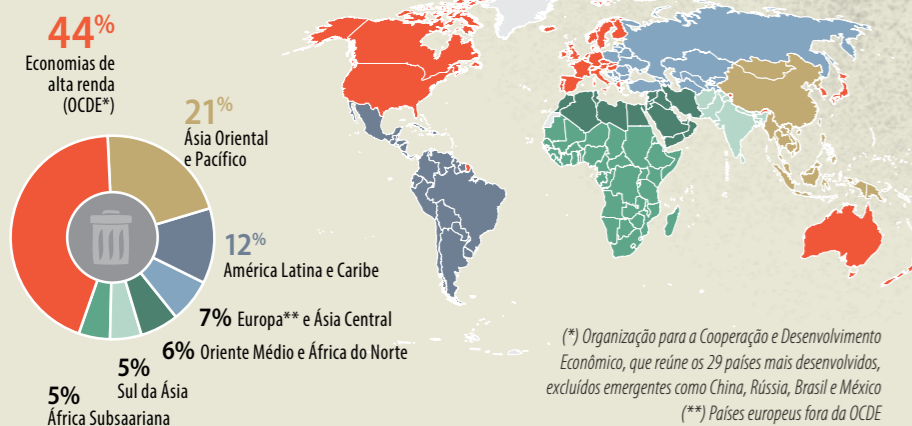 44%
Economias de
alta renda
(OCDE*)
21%
Ásia Oriental
e Pacífico
12%
América Latina e Caribe
7% Europa** e Ásia Central
6% Oriente Médio e África do Norte
5%
Sul da Ásia
5%
África Subsaariana
(*) Organização para a Cooperação e Desenvolvimento
Econômico, que reúne os 29 países mais desenvolvidos,
excluídos emergentes como China, Rússia, Brasil e México
(**) Países europeus fora da OCDE